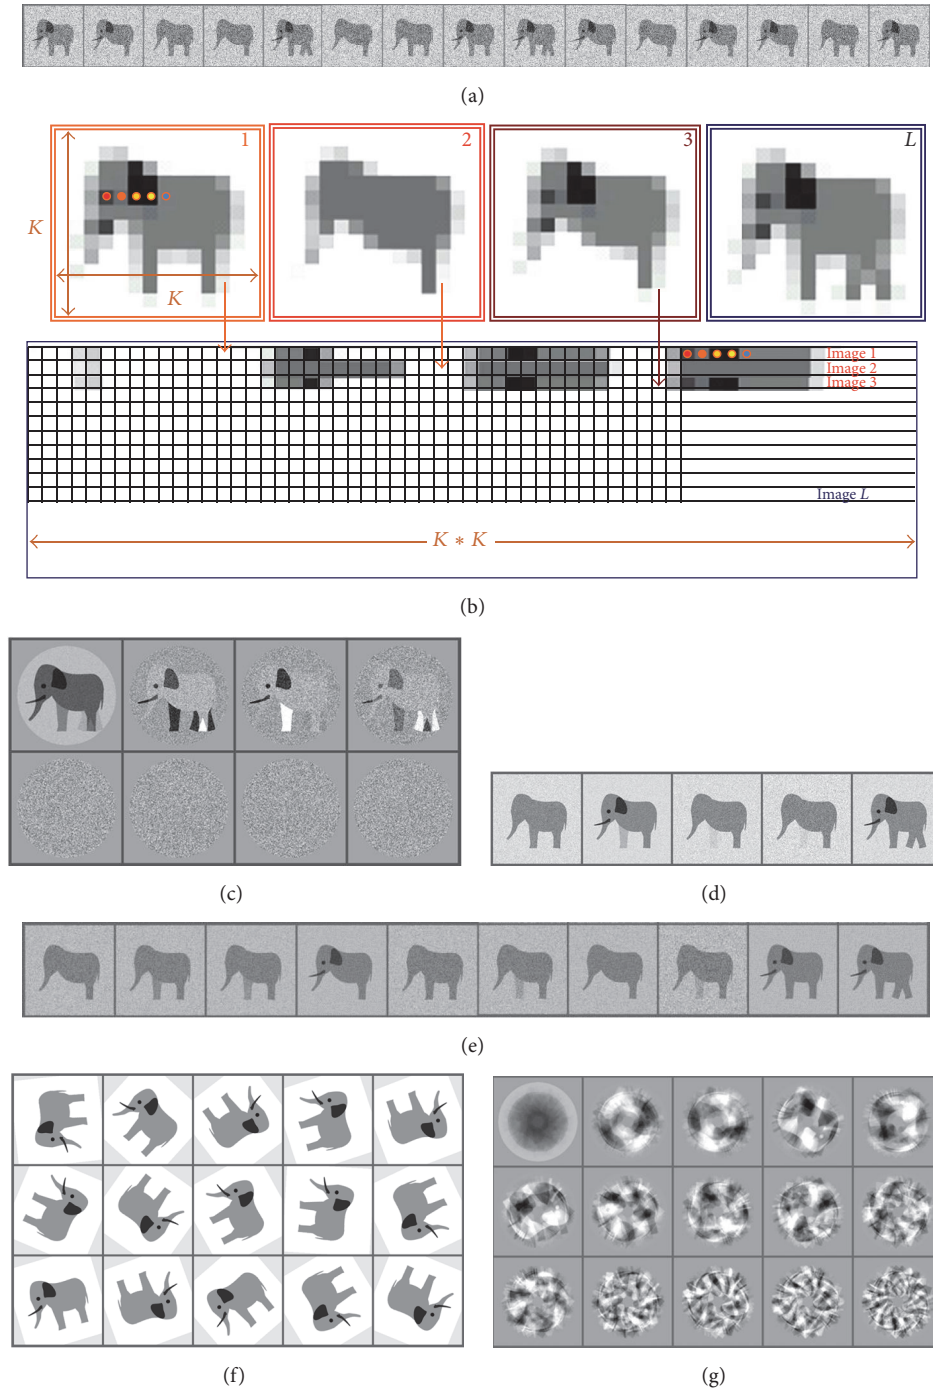 (a)
1
2
3
L
K
K
Image 1
Image 2
Image 3
Image L
K * K
(b)
(c)
(d)
(e)
(f)
(g)